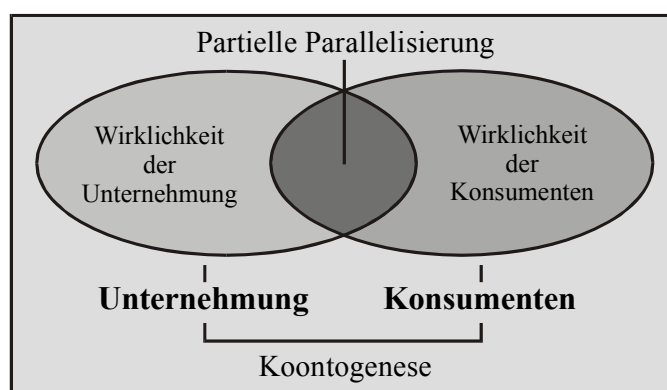 Partielle Parallelisierung
Wirklichkeit
der
Unternehmung
Wirklichkeit
der
Konsumenten
Unternehmung
Konsumenten
Koontogenese